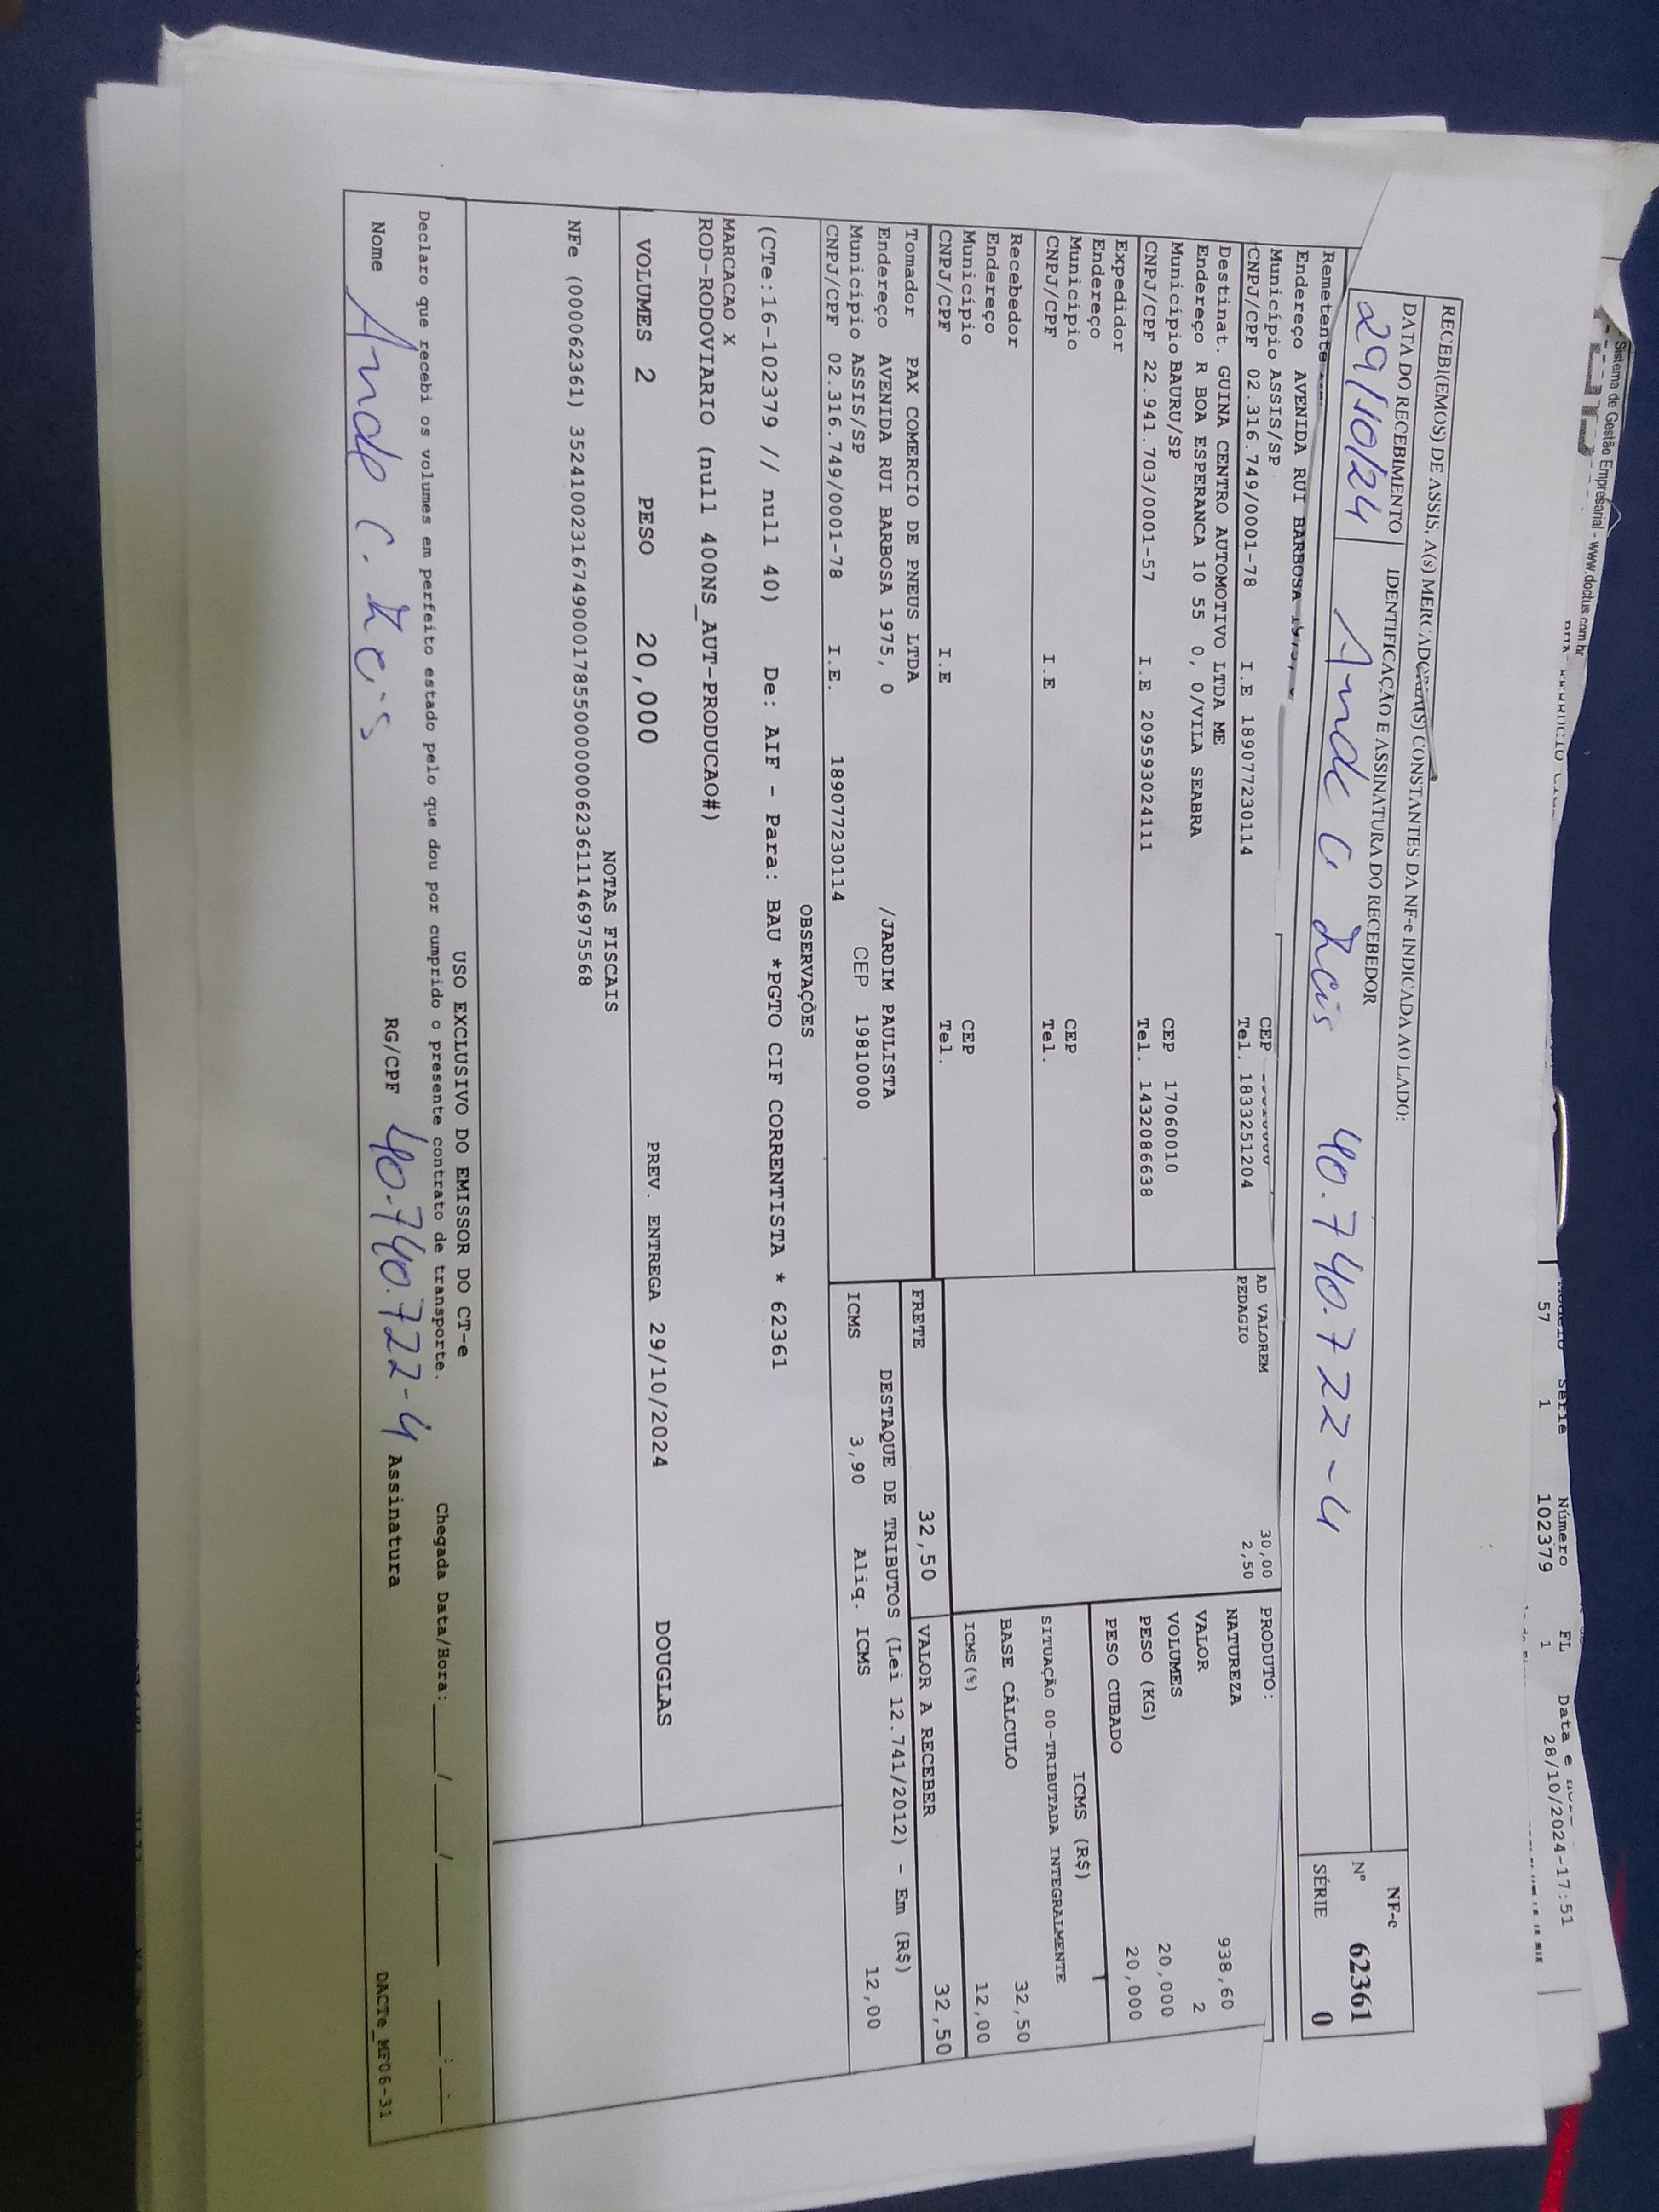 Sistema de Gestão Empresarial - www.doctus.com.br
57 1 102379 1 28/10/2024-17:51
Série Número FL Data e
RECEBI(EMOS) DE ASSIS, A(S) MERCADORIA(S) CONSTANTES DA NF-e INDICADA AO LADO:
DATA DO RECEBIMENTO
29/10/24
IDENTIFICAÇÃO E ASSINATURA DO RECEBEDOR
40.740.722-4
NF-e
Nº 62361
SÉRIE 0
Remetente
Endereço AVENIDA RUI BARBOSA
Município ASSIS/SP CEP
CNPJ/CPF 02.316.749/0001-78 I.E 189077230114 Tel. 1833251204
Destinat. GUINA CENTRO AUTOMOTIVO LTDA ME
Endereço R BOA ESPERANCA 10 55 0, 0/VILA SEABRA
Município BAURU/SP CEP 17060010
CNPJ/CPF 22.941.703/0001-57 I.E 209593024111 Tel. 1432086638
Expedidor
Endereço
Município CEP
CNPJ/CPF I.E Tel.
Recebedor
Endereço
Município CEP
CNPJ/CPF I.E Tel.
Tomador PAX COMERCIO DE PNEUS LTDA
Endereço AVENIDA RUI BARBOSA 1975, 0 /JARDIM PAULISTA
Município ASSIS/SP CEP 19810000
CNPJ/CPF 02.316.749/0001-78 I.E. 189077230114
AD VALOREM 30,00
PEDAGIO 2,50
PRODUTO:
NATUREZA
VALOR 938,60
VOLUMES 2
PESO (KG) 20,000
PESO CUBADO 20,000
ICMS (R$)
SITUAÇÃO 00-TRIBUTADA INTEGRALMENTE
BASE CÁLCULO 32,50
ICMS(%) 12,00
FRETE 32,50 VALOR A RECEBER 32,50
DESTAQUE DE TRIBUTOS (Lei 12.741/2012) - Em (R$)
ICMS 3,90 Aliq. ICMS 12,00
OBSERVAÇÕES
(CTe:16-102379 // null 40) De: AIF - Para: BAU *PGTO CIF CORRENTISTA * 62361
MARCACAO X
ROD-RODOVIARIO (null 400NS_AUT-PRODUCAO#)
VOLUMES 2 PESO 20,000 PREV. ENTREGA 29/10/2024 DOUGLAS
NOTAS FISCAIS
NFe (000062361) 35241002316749000178550000000623611146975568
USO EXCLUSIVO DO EMISSOR DO CT-e
Declaro que recebi os volumes em perfeito estado pelo que dou por cumprido o presente contrato de transporte. Chegada Data/Hora:___/___/___ __:__
Nome RG/CPF 40.740.722-4 Assinatura
DACTe_MF06-31